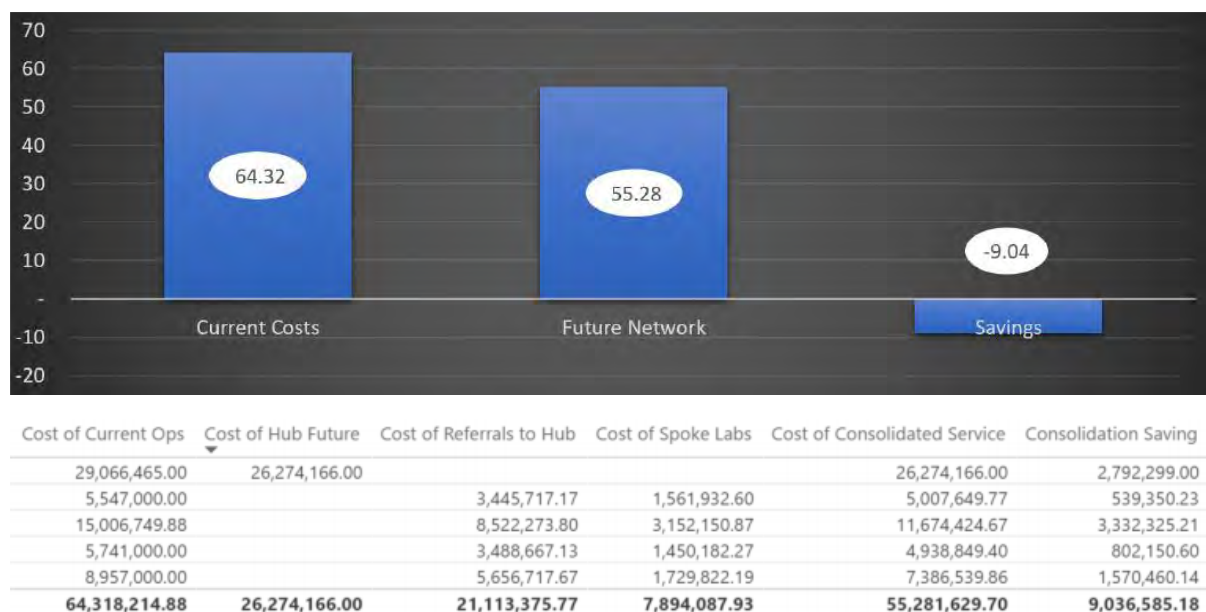 70
60
50
40
30
20
10
-
-10
-20
64.32
55.28
-9.04
Current Costs Future Network Savings
Cost of Current Ops Cost of Hub Future Cost of Referrals to Hub Cost of Spoke Labs Cost of Consolidated Service Consolidation Saving
29,066,465.00 26,274,166.00 26,274,166.00 2,792,299.00
5,547,000.00 3,445,717.17 1,561,932.60 5,007,649.77 539,350.23
15,006,749.88 8,522,273.80 3,152,150.87 11,674,424.67 3,332,325.21
5,741,000.00 3,488,667.13 1,450,182.27 4,938,849.40 802,150.60
8,957,000.00 5,656,717.67 1,729,822.19 7,386,539.86 1,570,460.14
64,318,214.88 26,274,166.00 21,113,375.77 7,894,087.93 55,281,629.70 9,036,585.18